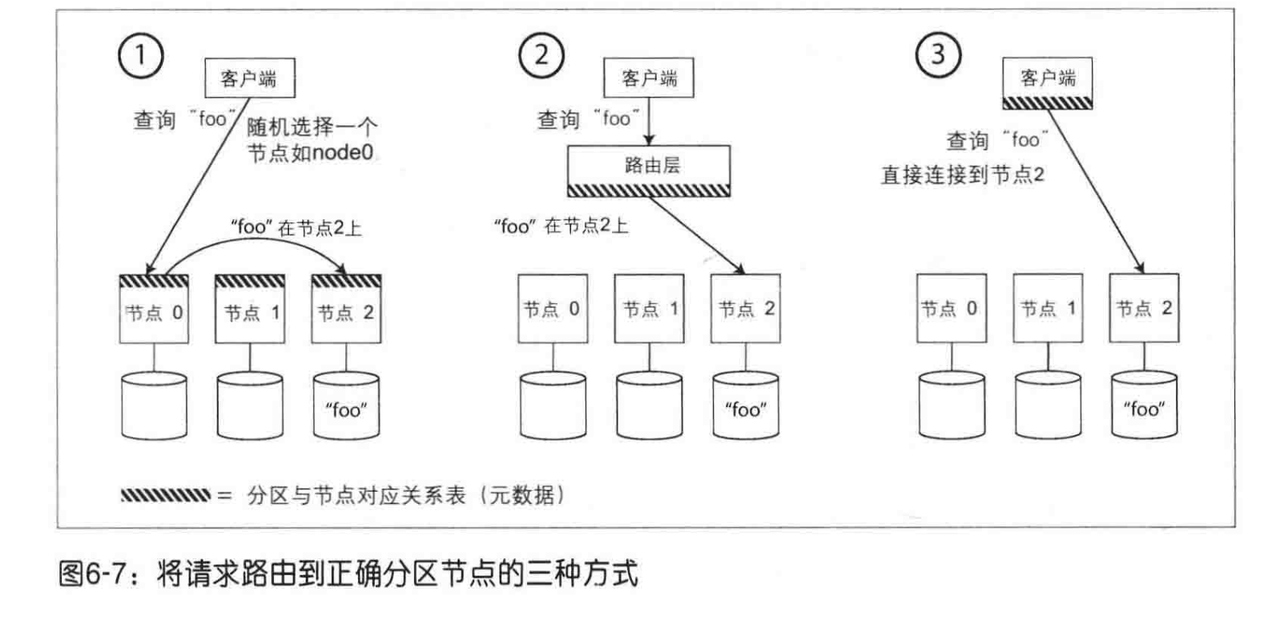 ①
客户端
查询 “foo”
随机选择一个
节点如node0
“foo” 在节点2上
节点 0
节点 1
节点 2
“foo”
②
客户端
查询 “foo”
路由层
“foo” 在节点2上
节点 0
节点 1
节点 2
“foo”
③
客户端
查询 “foo”
直接连接到节点2
节点 0
节点 1
节点 2
“foo”
= 分区与节点对应关系表（元数据）
图6-7：将请求路由到正确分区节点的三种方式